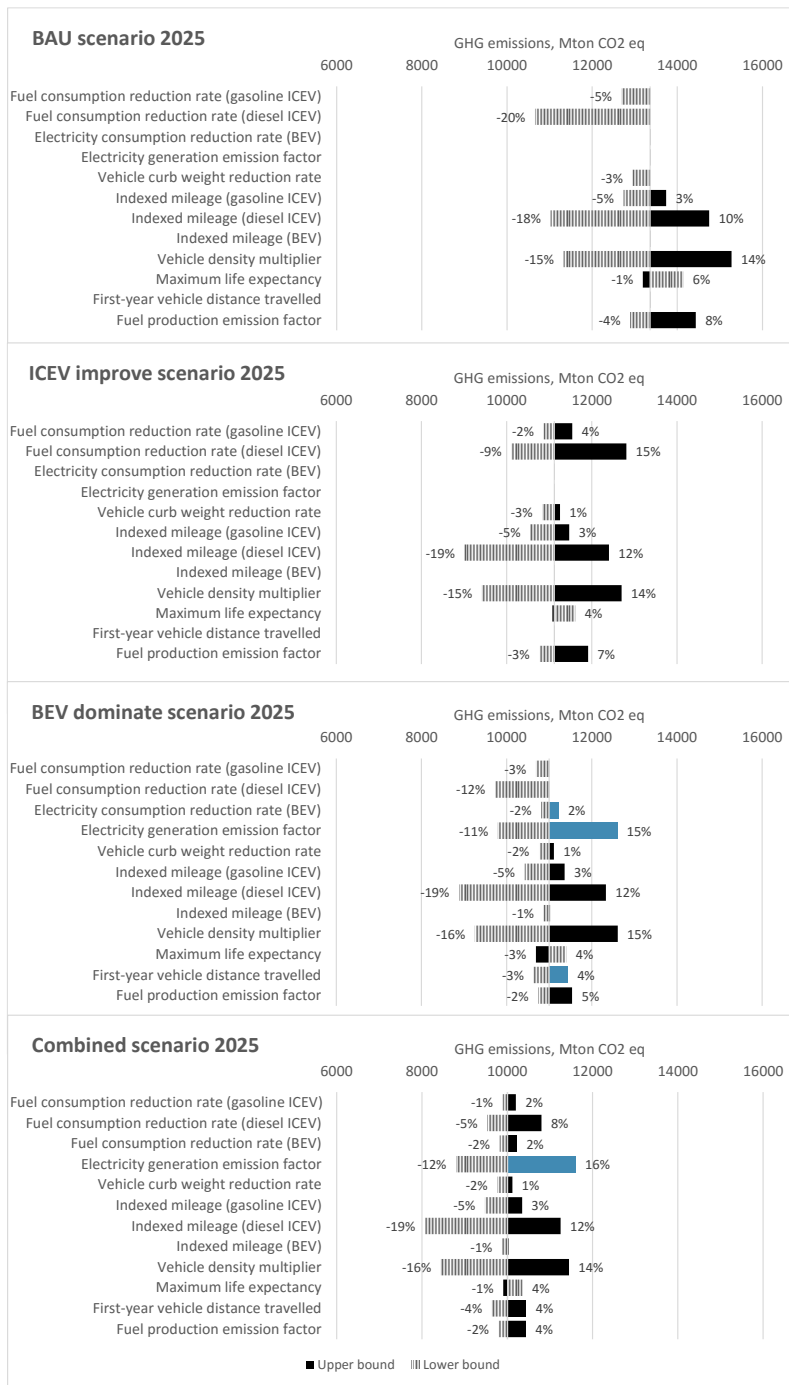 BAU scenario 2025
GHG emissions, Mton CO2 eq
6000 8000 10000 12000 14000 16000
Fuel consumption reduction rate (gasoline ICEV) -5%
Fuel consumption reduction rate (diesel ICEV) -20%
Electricity consumption reduction rate (BEV)
Electricity generation emission factor
Vehicle curb weight reduction rate -3%
Indexed mileage (gasoline ICEV) -5% 3%
Indexed mileage (diesel ICEV) -18% 10%
Indexed mileage (BEV)
Vehicle density multiplier -15% 14%
Maximum life expectancy -1% 6%
First-year vehicle distance travelled
Fuel production emission factor -4% 8%
ICEV improve scenario 2025
GHG emissions, Mton CO2 eq
6000 8000 10000 12000 14000 16000
Fuel consumption reduction rate (gasoline ICEV) -2% 4%
Fuel consumption reduction rate (diesel ICEV) -9% 15%
Electricity consumption reduction rate (BEV)
Electricity generation emission factor
Vehicle curb weight reduction rate -3% 1%
Indexed mileage (gasoline ICEV) -5% 3%
Indexed mileage (diesel ICEV) -19% 12%
Indexed mileage (BEV)
Vehicle density multiplier -15% 14%
Maximum life expectancy 4%
First-year vehicle distance travelled
Fuel production emission factor -3% 7%
BEV dominate scenario 2025
GHG emissions, Mton CO2 eq
6000 8000 10000 12000 14000 16000
Fuel consumption reduction rate (gasoline ICEV) -3%
Fuel consumption reduction rate (diesel ICEV) -12%
Electricity consumption reduction rate (BEV) -2% 2%
Electricity generation emission factor -11% 15%
Vehicle curb weight reduction rate -2% 1%
Indexed mileage (gasoline ICEV) -5% 3%
Indexed mileage (diesel ICEV) -19% 12%
Indexed mileage (BEV) -1%
Vehicle density multiplier -16% 15%
Maximum life expectancy -3% 4%
First-year vehicle distance travelled -3% 4%
Fuel production emission factor -2% 5%
Combined scenario 2025
GHG emissions, Mton CO2 eq
6000 8000 10000 12000 14000 16000
Fuel consumption reduction rate (gasoline ICEV) -1% 2%
Fuel consumption reduction rate (diesel ICEV) -5% 8%
Fuel consumption reduction rate (BEV) -2% 2%
Electricity generation emission factor -12% 16%
Vehicle curb weight reduction rate -2% 1%
Indexed mileage (gasoline ICEV) -5% 3%
Indexed mileage (diesel ICEV) -19% 12%
Indexed mileage (BEV) -1%
Vehicle density multiplier -16% 14%
Maximum life expectancy -1% 4%
First-year vehicle distance travelled -4% 4%
Fuel production emission factor -2% 4%
Upper bound Lower bound